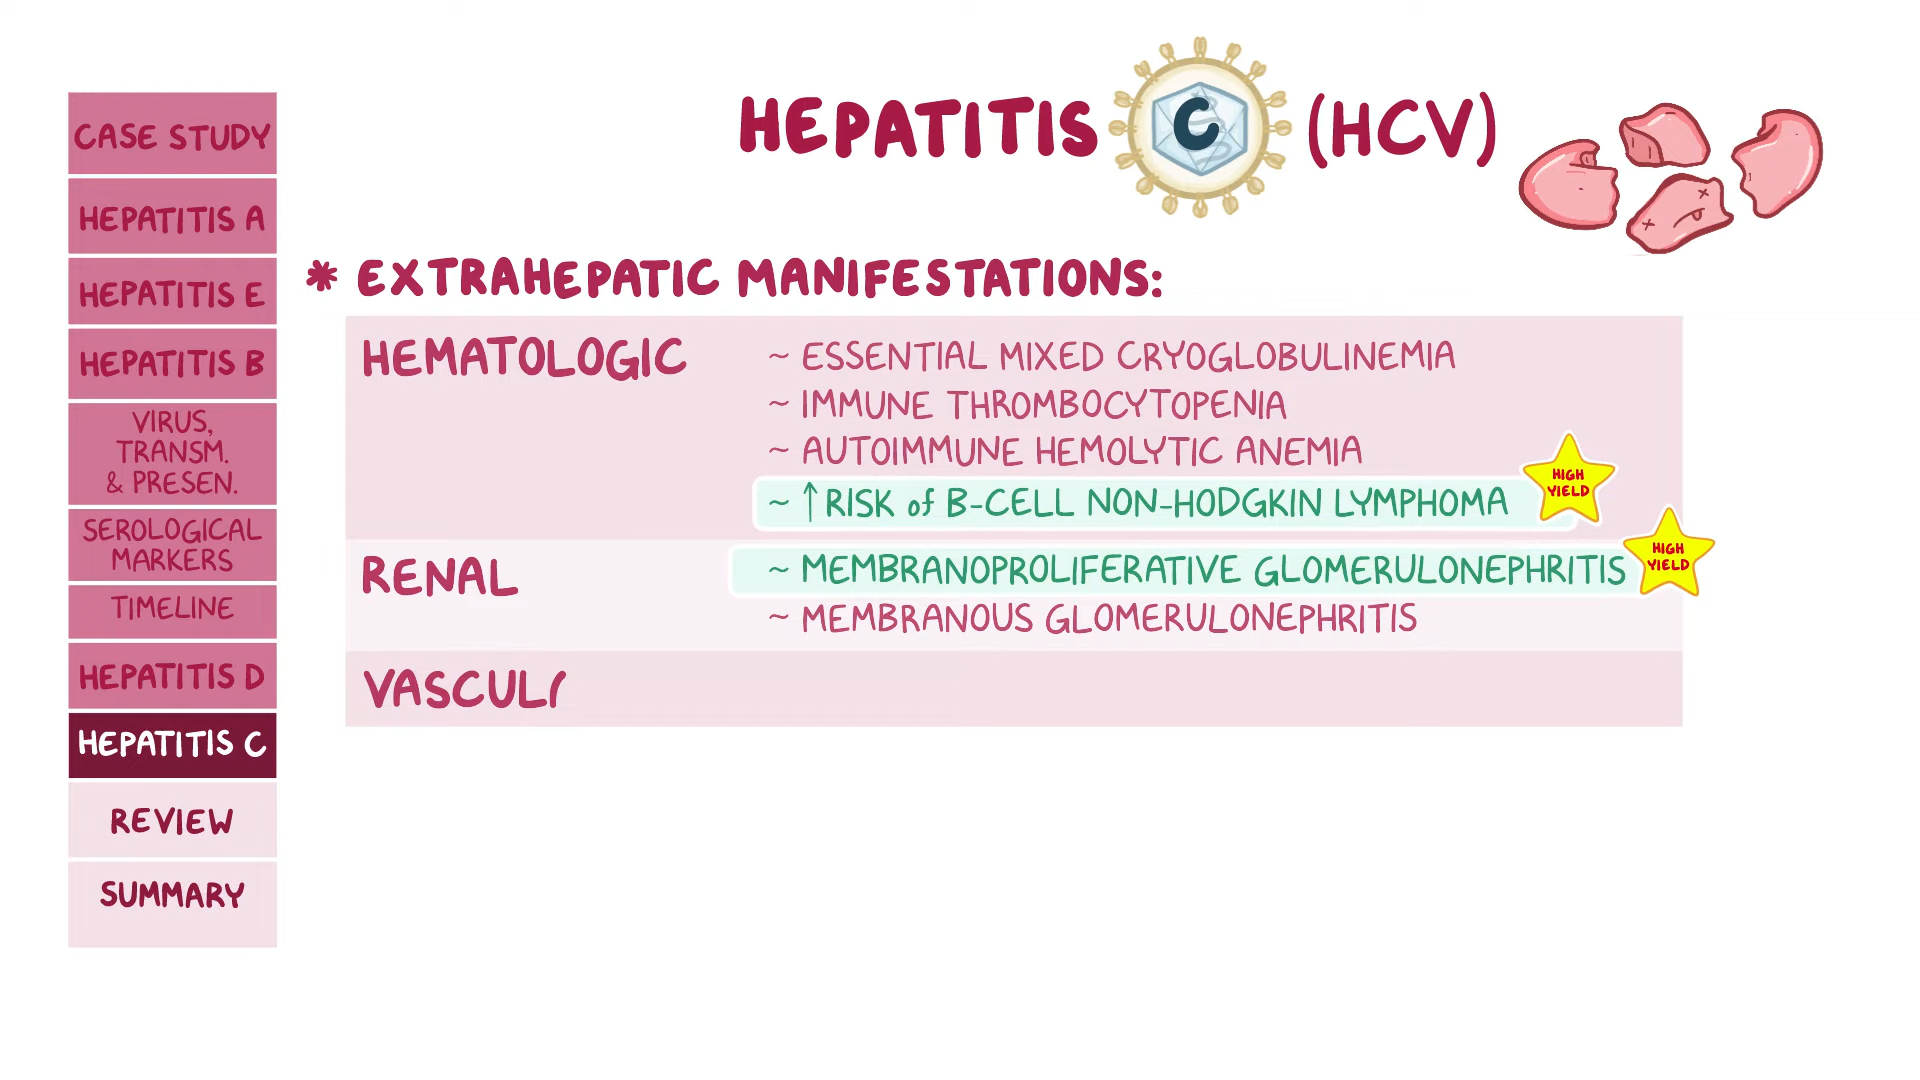 HEPATITIS C (HCV)
CASE STUDY
HEPATITIS A
HEPATITIS E
HEPATITIS B
VIRUS,
TRANSM.
& PRESEN.
SEROLOGICAL
MARKERS
TIMELINE
HEPATITIS D
HEPATITIS C
REVIEW
SUMMARY
* EXTRAHEPATIC MANIFESTATIONS:
HEMATOLOGIC
~ ESSENTIAL MIXED CRYOGLOBULINEMIA
~ IMMUNE THROMBOCYTOPENIA
~ AUTOIMMUNE HEMOLYTIC ANEMIA
~ ↑ RISK of B-CELL NON-HODGKIN LYMPHOMA
HIGH
YIELD
RENAL
~ MEMBRANOPROLIFERATIVE GLOMERULONEPHRITIS
HIGH
YIELD
~ MEMBRANOUS GLOMERULONEPHRITIS
VASCUL